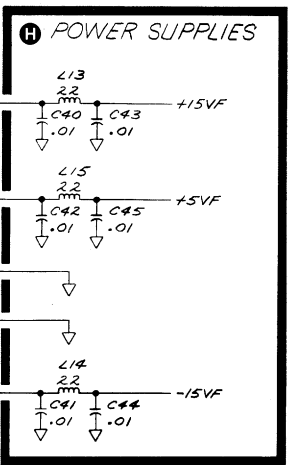 H POWER SUPPLIES
L13
22
+15VF
C40
C43
.01
.01
L15
22
+5VF
C42
C45
.01
.01
L14
22
-15VF
C41
C44
.01
.01